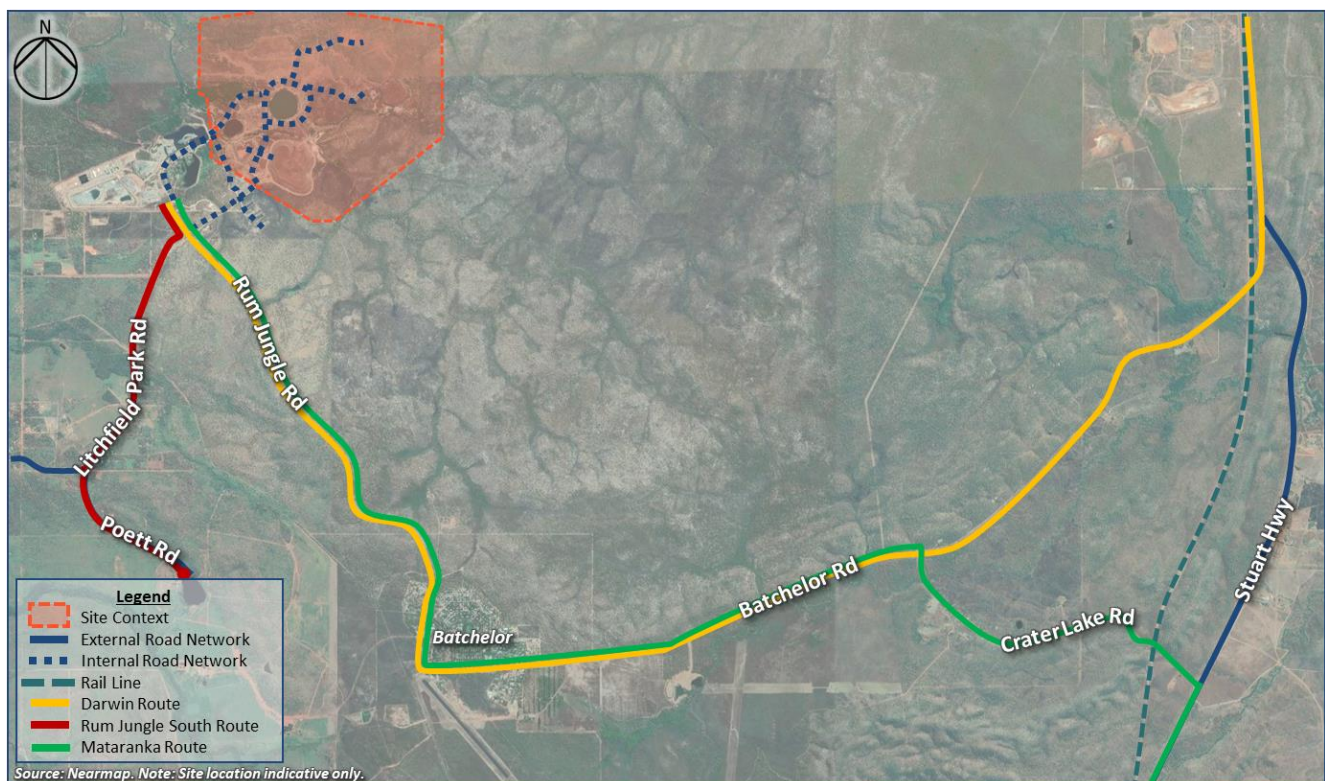 N
Rum Jungle Rd
Litchfield Park Rd
Poett Rd
Batchelor
Batchelor Rd
Crater Lake Rd
Stuart Hwy
Legend
Site Context
External Road Network
Internal Road Network
Rail Line
Darwin Route
Rum Jungle South Route
Mataranka Route
Source: Nearmap. Note: Site location indicative only.